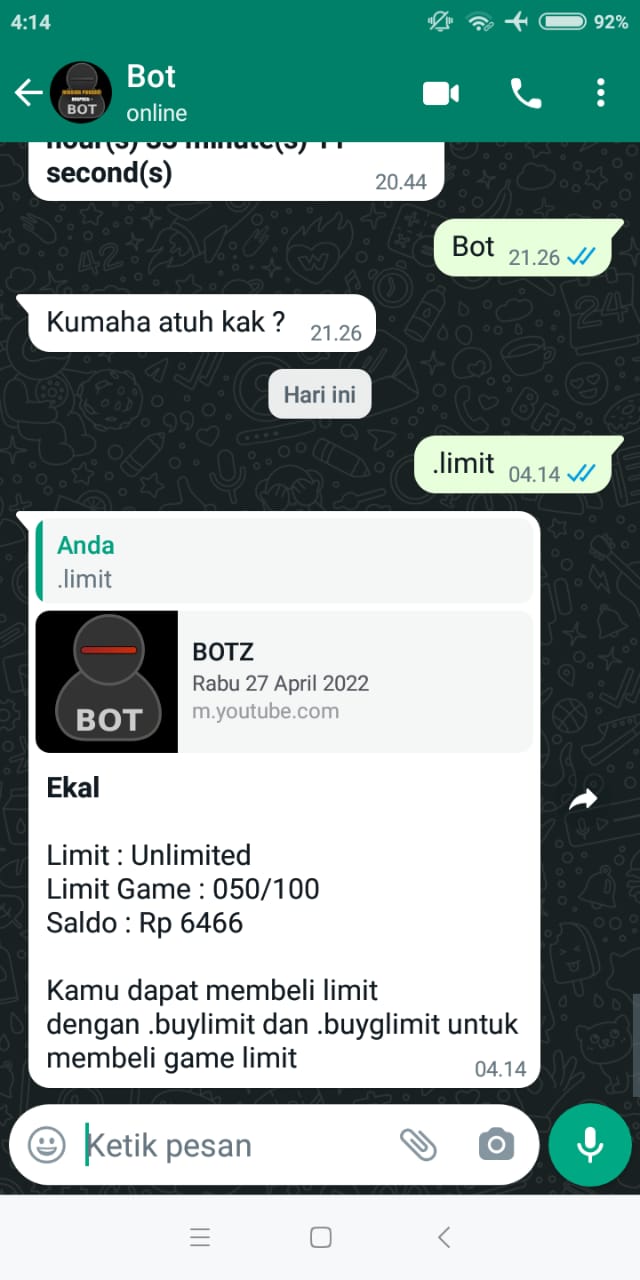 4:14
92%
Bot
online
BOT
second(s)
20.44
Bot 21.26
Kumaha atuh kak ? 21.26
Hari ini
.limit 04.14
Anda
.limit
BOT
BOTZ
Rabu 27 April 2022
m.youtube.com
Ekal
Limit : Unlimited
Limit Game : 050/100
Saldo : Rp 6466
Kamu dapat membeli limit
dengan .buylimit dan .buyglimit untuk
membeli game limit
04.14
Ketik pesan